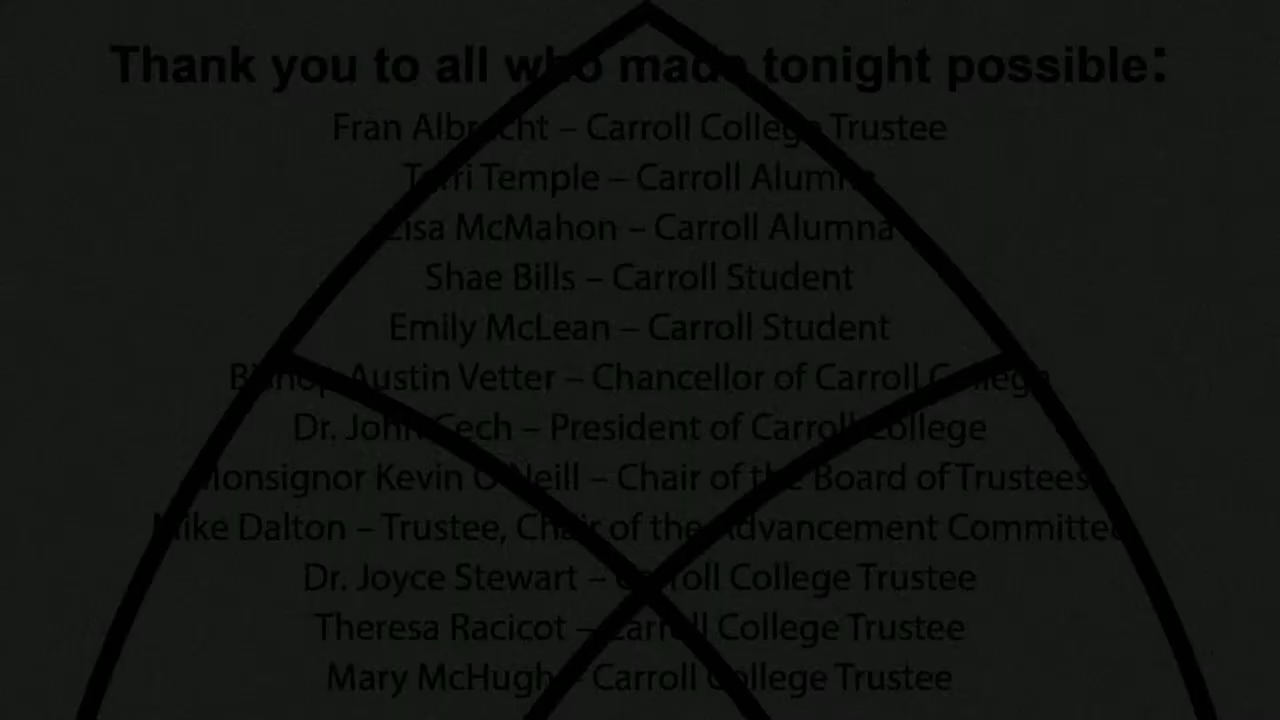 Thank you to all who made tonight possible:
Fran Albrecht – Carroll College Trustee
Terri Temple – Carroll Alumna
Lisa McMahon – Carroll Alumna
Shae Bills – Carroll Student
Emily McLean – Carroll Student
Bishop Austin Vetter – Chancellor of Carroll College
Dr. John Cech – President of Carroll College
Monsignor Kevin O'Neill – Chair of the Board of Trustees
Mike Dalton – Trustee, Chair of the Advancement Committee
Dr. Joyce Stewart – Carroll College Trustee
Theresa Racicot – Carroll College Trustee
Mary McHugh – Carroll College Trustee